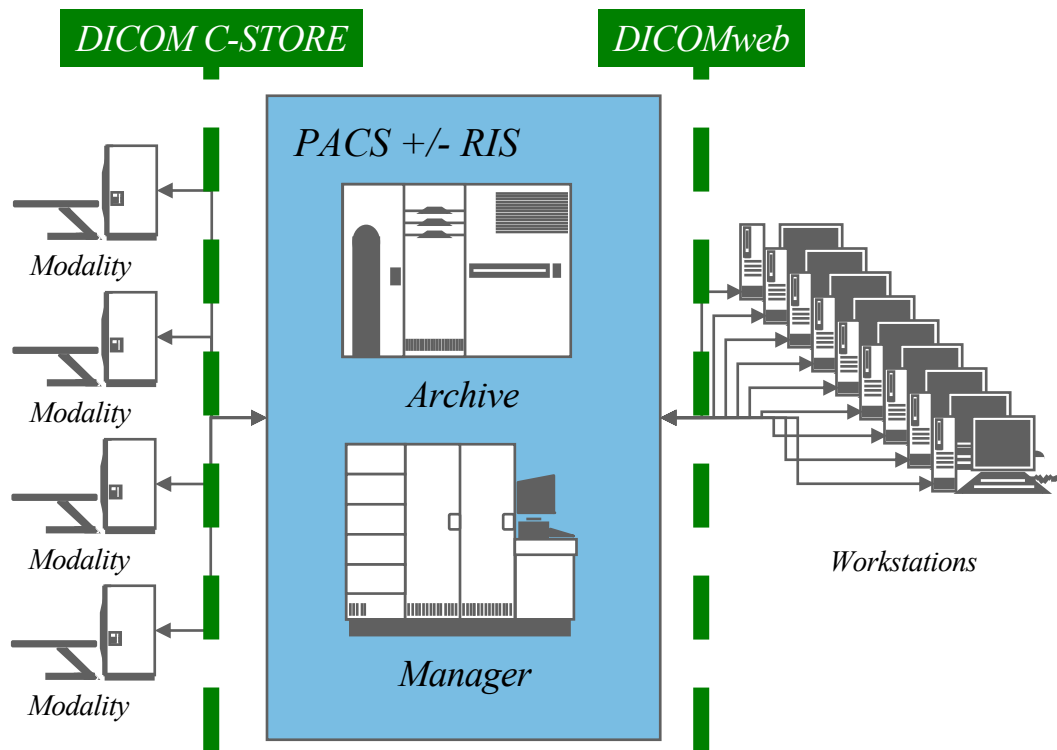 DICOM C-STORE
DICOMweb
PACS +/- RIS
Modality
Modality
Modality
Modality
Archive
Manager
Workstations